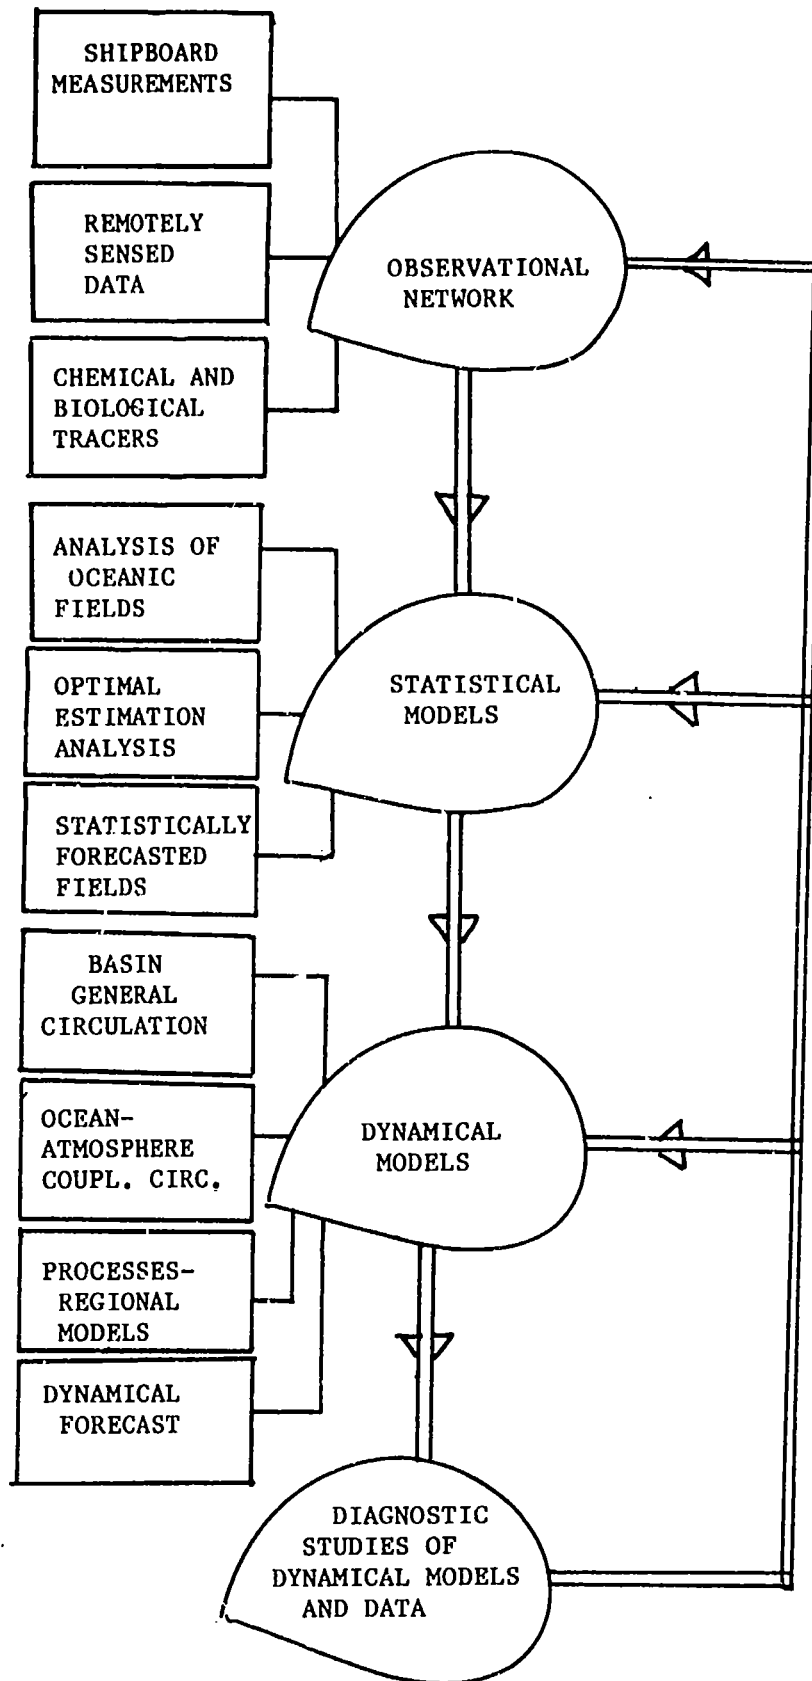 SHIPBOARD
MEASUREMENTS
REMOTELY
SENSED
DATA
OBSERVATIONAL
NETWORK
CHEMICAL AND
BIOLOGICAL
TRACERS
ANALYSIS OF
OCEANIC
FIELDS
OPTIMAL
ESTIMATION
ANALYSIS
STATISTICAL
MODELS
STATISTICALLY
FORECASTED
FIELDS
BASIN
GENERAL
CIRCULATION
OCEAN-
ATMOSPHERE
COUPL. CIRC.
DYNAMICAL
MODELS
PROCESSES-
REGIONAL
MODELS
DYNAMICAL
FORECAST
DIAGNOSTIC
STUDIES OF
DYNAMICAL MODELS
AND DATA